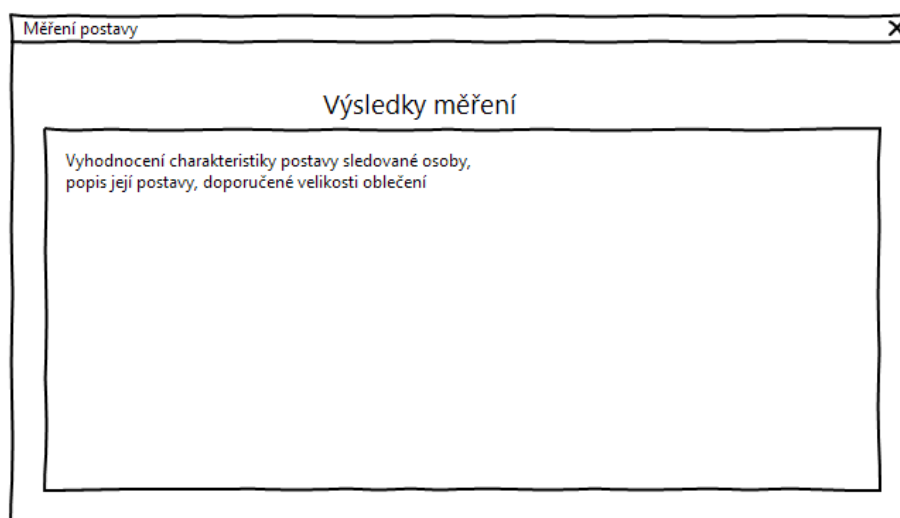 Měření postavy
Výsledky měření
Vyhodnocení charakteristiky postavy sledované osoby,
popis její postavy, doporučené velikosti oblečení